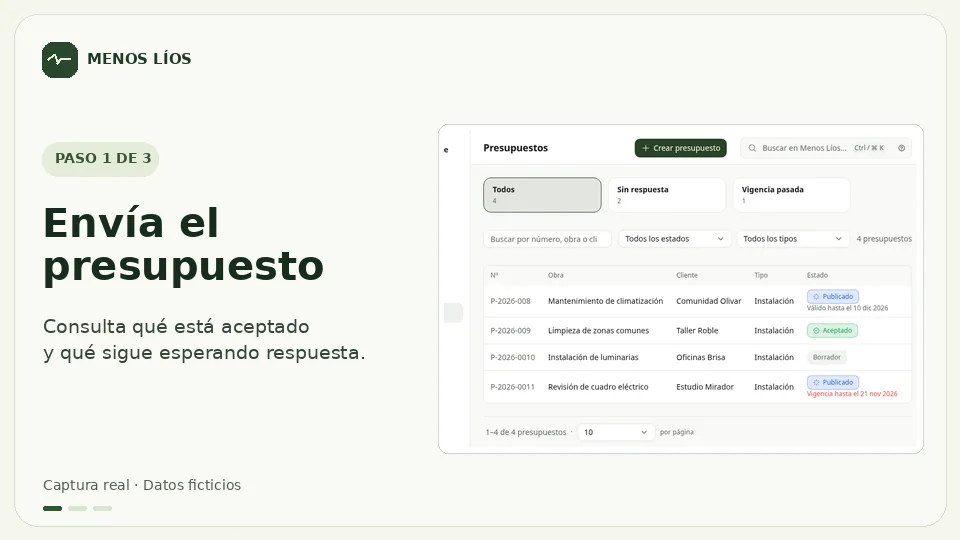 MENOS LÍOS
PASO 1 DE 3
Envía el
presupuesto
Consulta qué está aceptado
y qué sigue esperando respuesta.
Captura real · Datos ficticios
e
Presupuestos
+ Crear presupuesto
Buscar en Menos Líos... Ctrl / ⌘ K
Todos
4
Sin respuesta
2
Vigencia pasada
1
Buscar por número, obra o cli
Todos los estados
Todos los tipos
4 presupuestos
Nº Obra Cliente Tipo Estado
P-2026-008 Mantenimiento de climatización Comunidad Olivar Instalación Publicado
Válido hasta el 10 dic 2026
P-2026-009 Limpieza de zonas comunes Taller Roble Instalación Aceptado
P-2026-0010 Instalación de luminarias Oficinas Brisa Instalación Borrador
P-2026-0011 Revisión de cuadro eléctrico Estudio Mirador Instalación Publicado
Vigencia hasta el 21 nov 2026
1–4 de 4 presupuestos · 10 por página